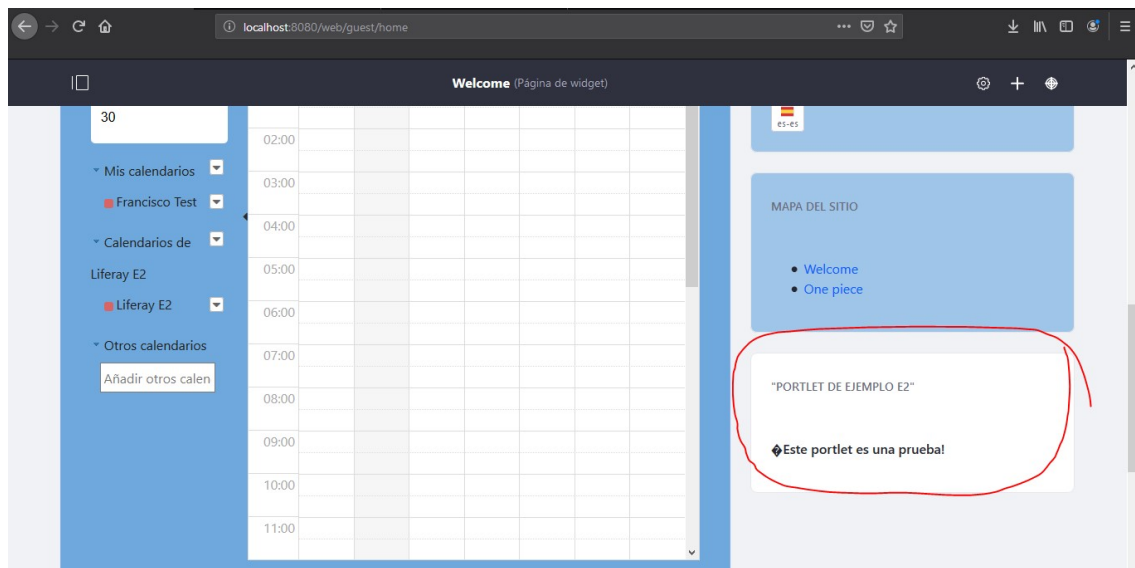 localhost:8080/web/guest/home
Welcome (Página de widget)
30
Mis calendarios
Francisco Test
Calendarios de
Liferay E2
Liferay E2
Otros calendarios
Añadir otros calen
02:00
03:00
04:00
05:00
06:00
07:00
08:00
09:00
10:00
11:00
es-es
MAPA DEL SITIO
Welcome
One piece
"PORTLET DE EJEMPLO E2"
�Este portlet es una prueba!